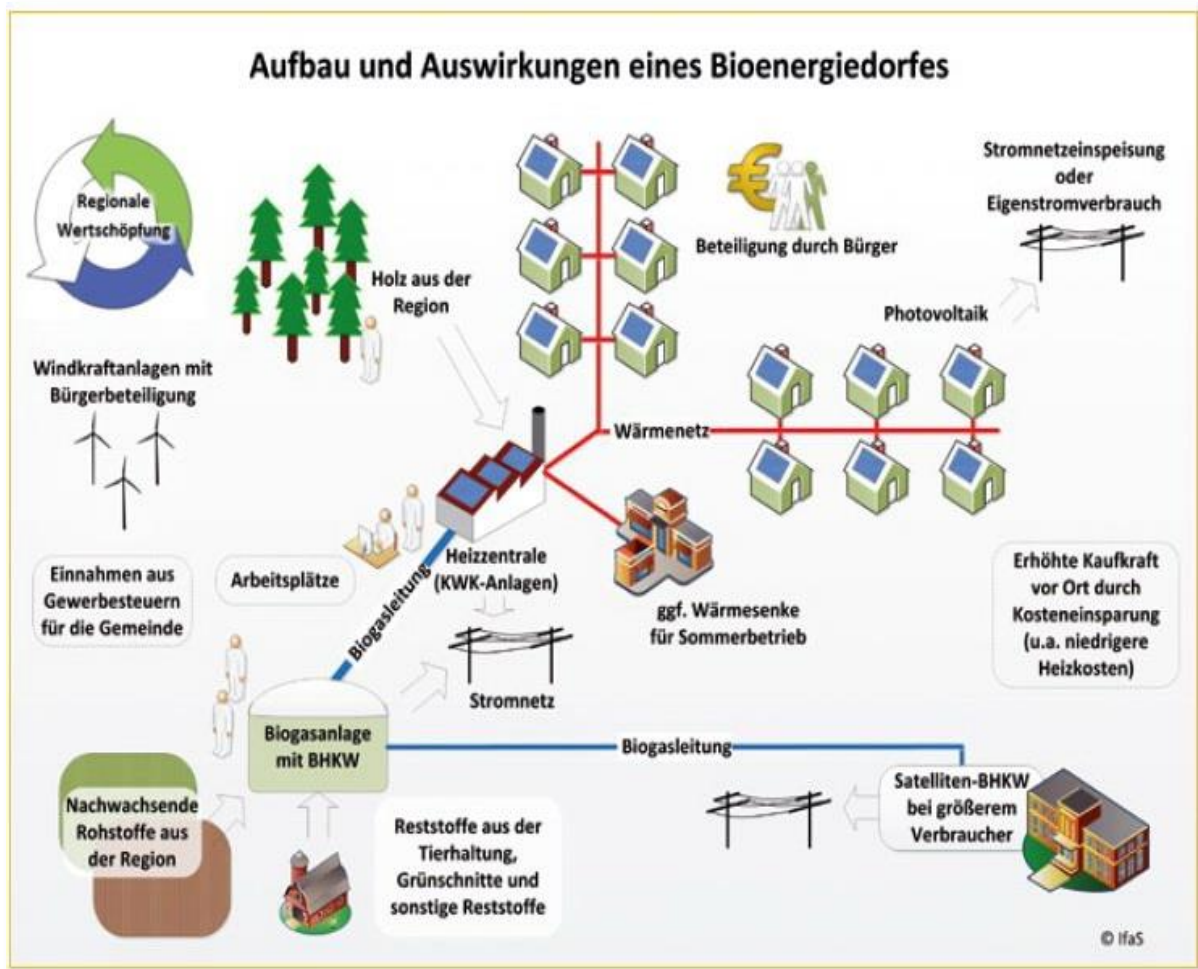 Aufbau und Auswirkungen eines Bioenergiedorfes
Regionale
Wertschöpfung
Holz aus der
Region
Beteiligung durch Bürger
Stromnetzeinspeisung
oder
Eigenstromverbrauch
Photovoltaik
Windkraftanlagen mit
Bürgerbeteiligung
Wärmenetz
Einnahmen aus
Gewerbesteuern
für die Gemeinde
Arbeitsplätze
Biogasleitung
Heizzentrale
(KWK-Anlagen)
ggf. Wärmesenke
für Sommerbetrieb
Erhöhte Kaufkraft
vor Ort durch
Kosteneinsparung
(u.a. niedrigere
Heizkosten)
Stromnetz
Biogasanlage
mit BHKW
Biogasleitung
Satelliten-BHKW
bei größerem
Verbraucher
Nachwachsende
Rohstoffe aus
der Region
Reststoffe aus der
Tierhaltung,
Grünschnitte und
sonstige Reststoffe
© IfaS